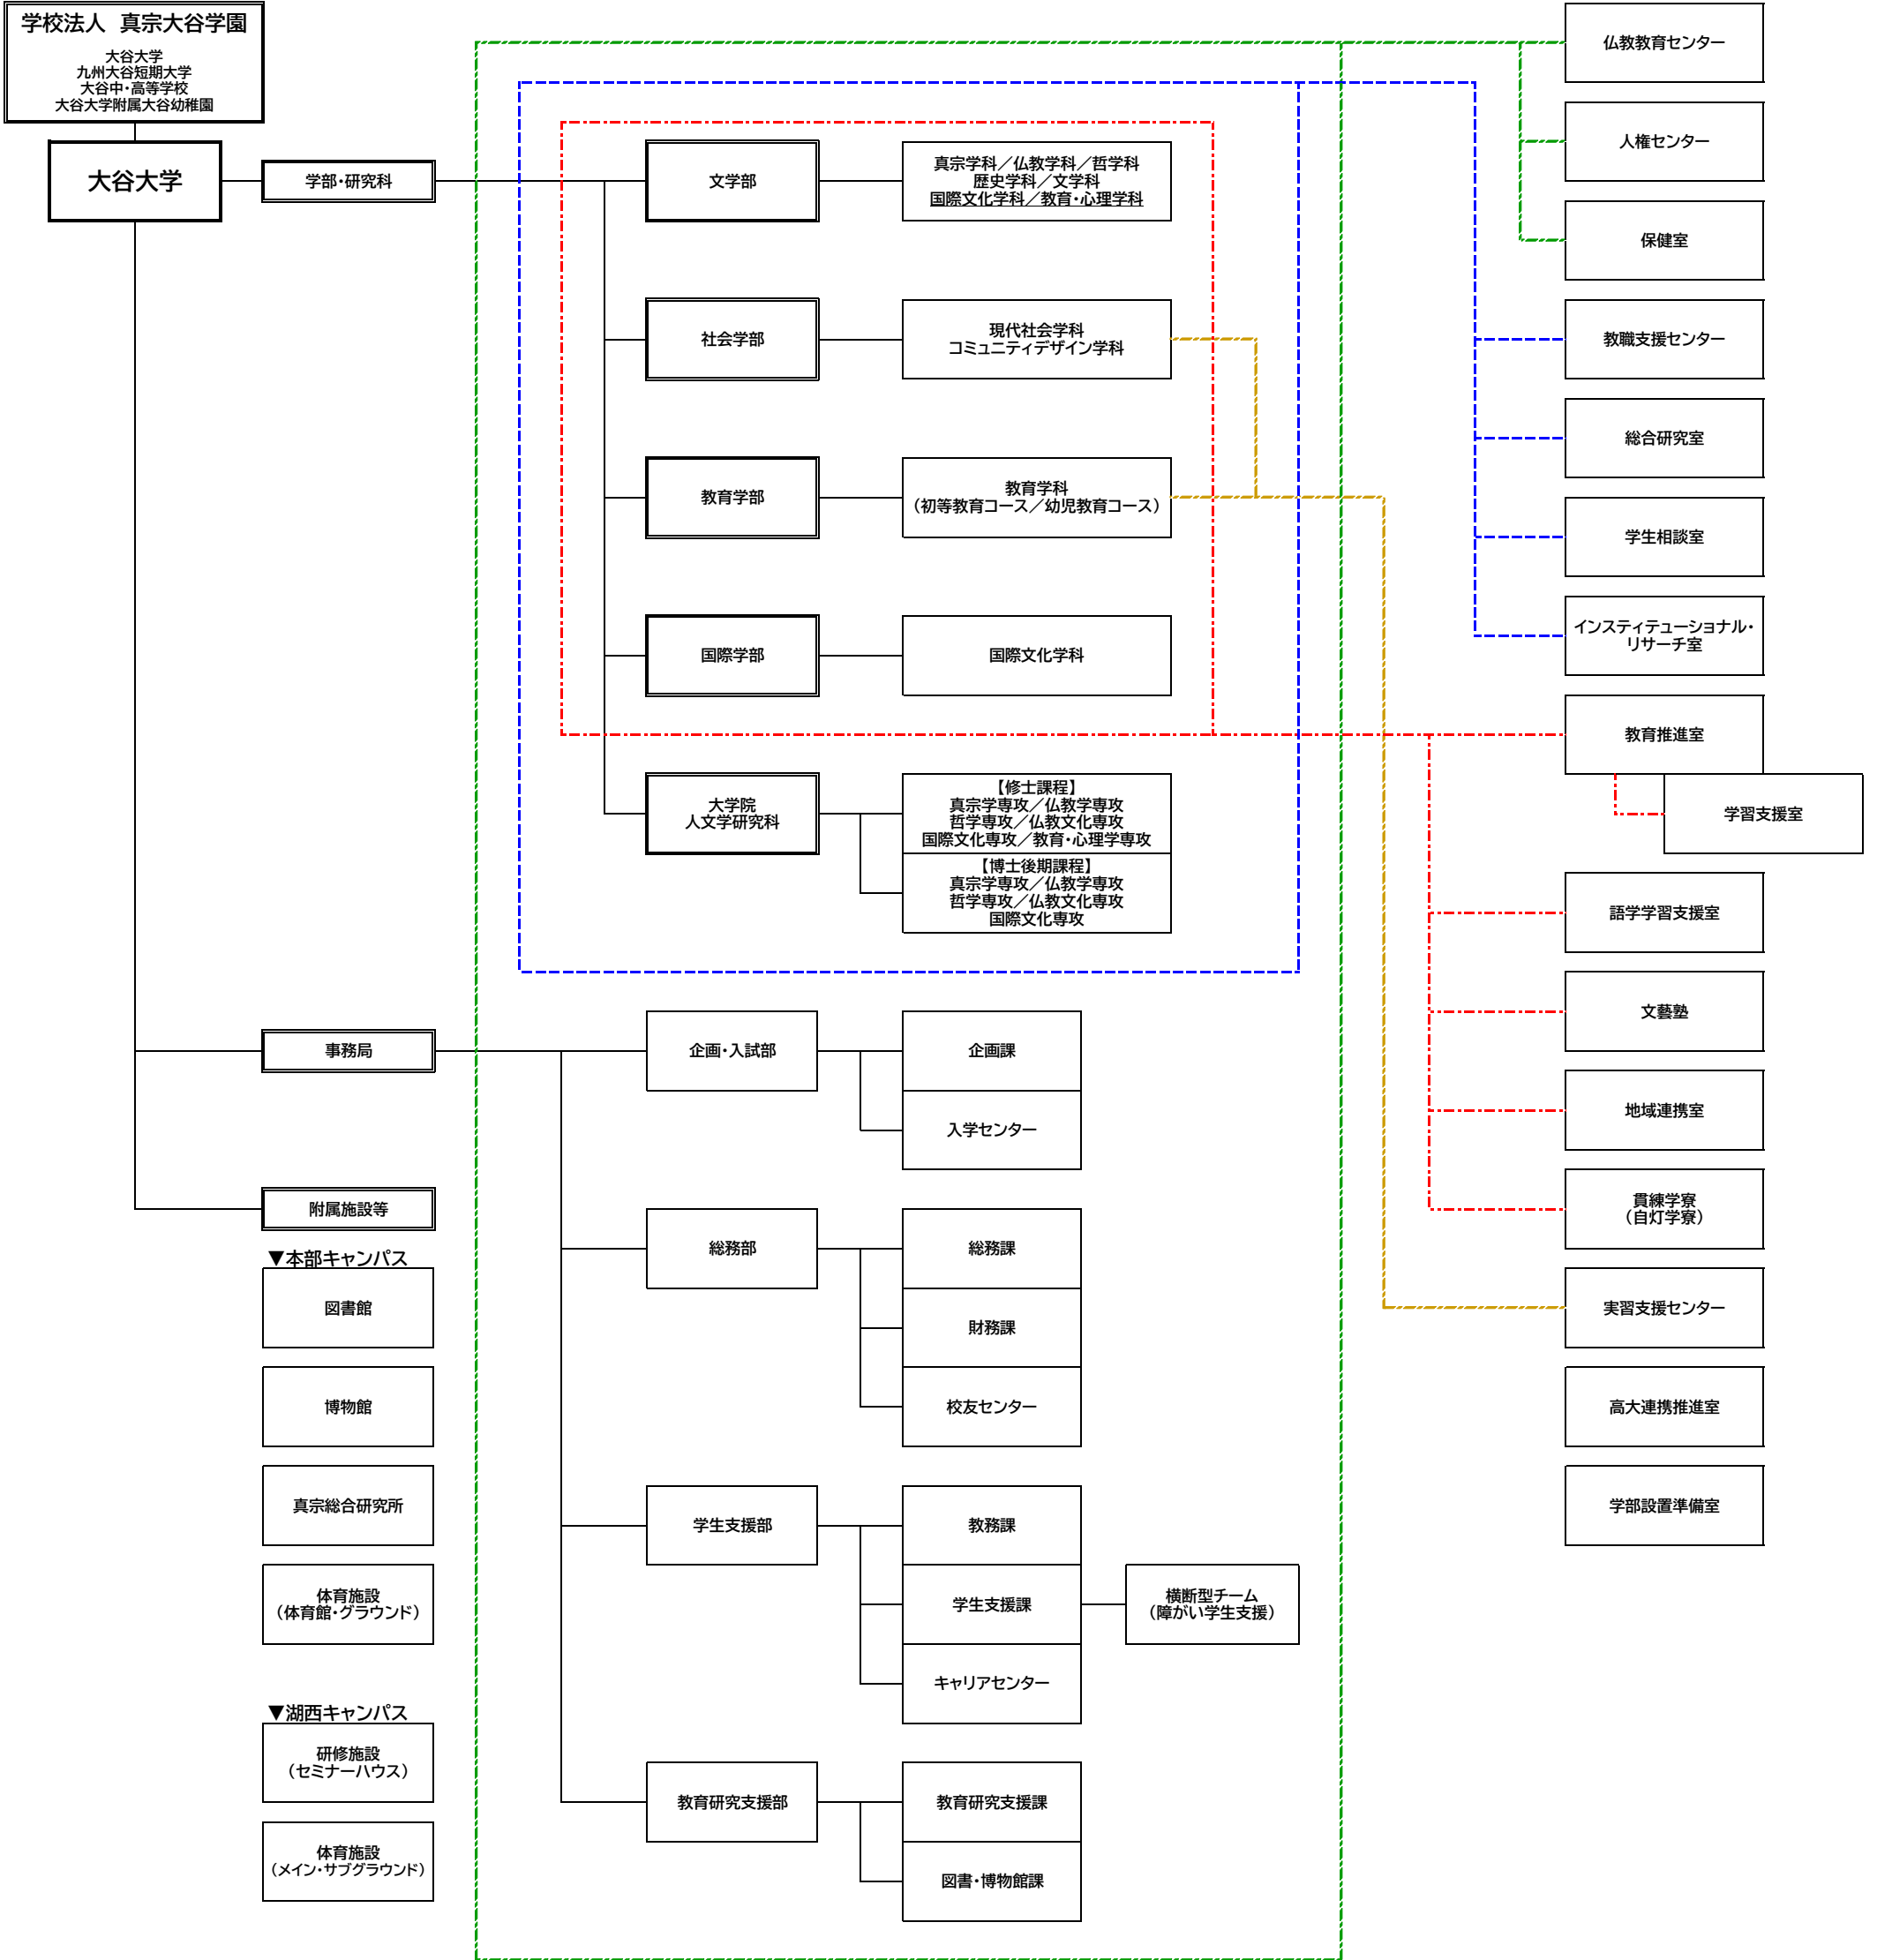 学校法人 真宗大谷学園
大谷大学
九州大谷短期大学
大谷中・高等学校
大谷大学附属大谷幼稚園
大谷大学
学部・研究科
文学部
真宗学科／仏教学科／哲学科
歴史学科／文学科
国際文化学科／教育・心理学科
社会学部
現代社会学科
コミュニティデザイン学科
教育学部
教育学科
（初等教育コース／幼児教育コース）
国際学部
国際文化学科
大学院
人文学研究科
【修士課程】
真宗学専攻／仏教学専攻
哲学専攻／仏教文化専攻
国際文化専攻／教育・心理学専攻
【博士後期課程】
真宗学専攻／仏教学専攻
哲学専攻／仏教文化専攻
国際文化専攻
事務局
企画・入試部
企画課
入学センター
総務部
総務課
財務課
校友センター
学生支援部
教務課
学生支援課
横断型チーム
（障がい学生支援）
キャリアセンター
教育研究支援部
教育研究支援課
図書・博物館課
附属施設等
▼本部キャンパス
図書館
博物館
真宗総合研究所
体育施設
（体育館・グラウンド）
▼湖西キャンパス
研修施設
（セミナーハウス）
体育施設
（メイン・サブグラウンド）
仏教教育センター
人権センター
保健室
教職支援センター
総合研究室
学生相談室
インスティテューショナル・
リサーチ室
教育推進室
学習支援室
語学学習支援室
文藝塾
地域連携室
貫練学寮
（自灯学寮）
実習支援センター
高大連携推進室
学部設置準備室